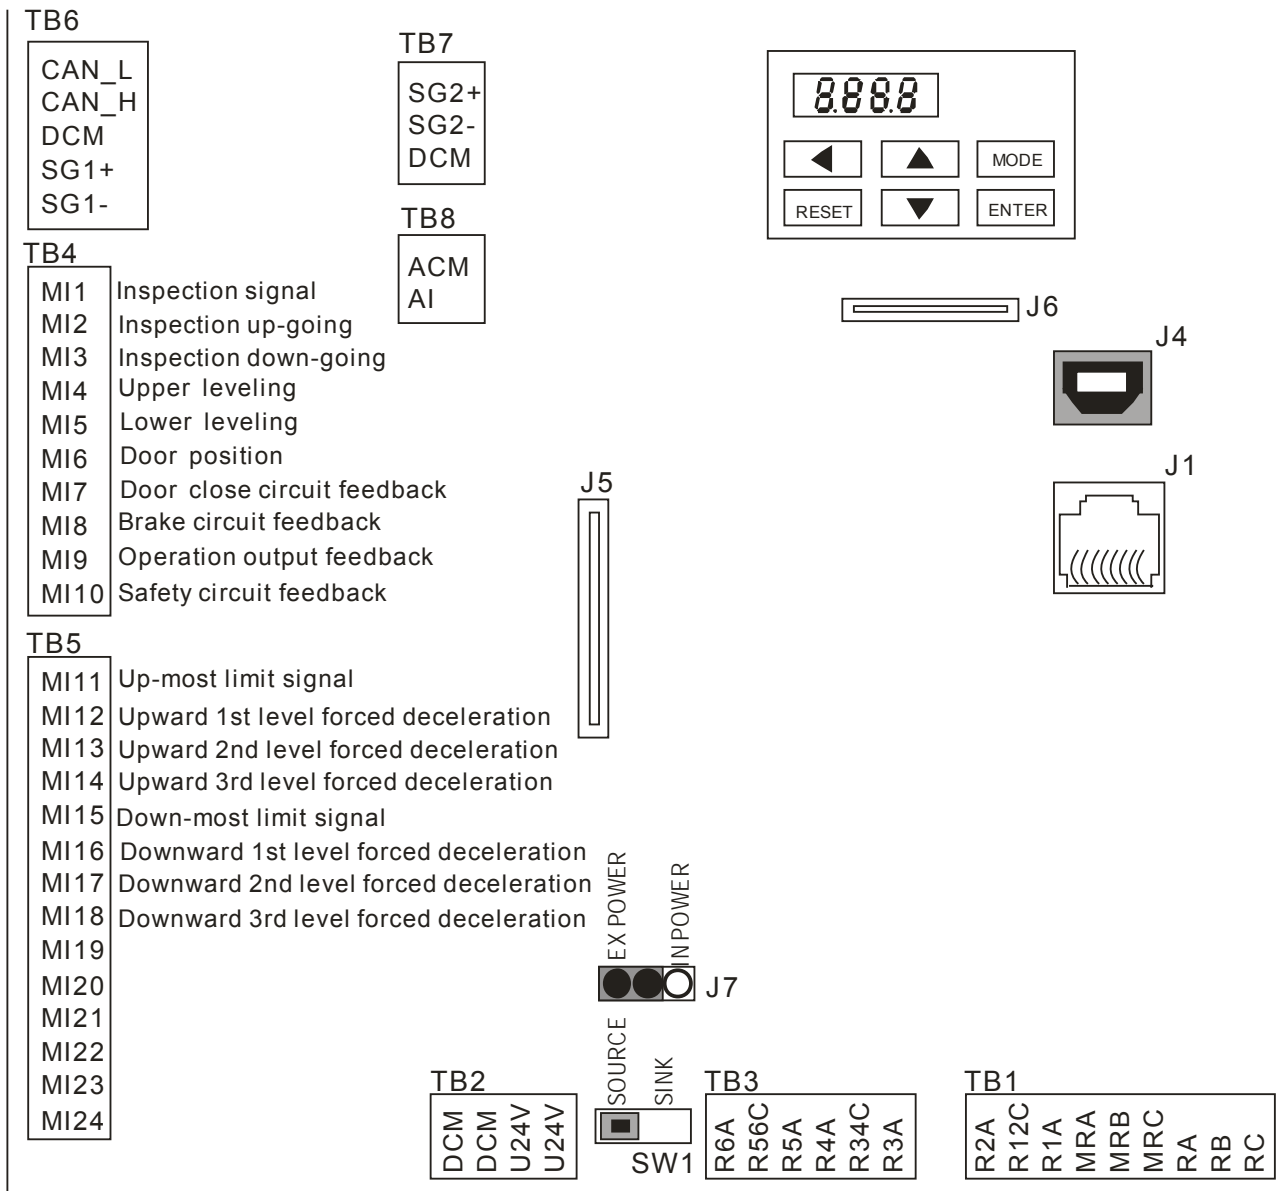 TB6
CAN_L
CAN_H
DCM
SG1+
SG1-
TB7
SG2+
SG2-
DCM
TB8
ACM
AI
8.8.8.8
MODE
RESET
ENTER
J6
J4
J1
TB4
MI1 Inspection signal
MI2 Inspection up-going
MI3 Inspection down-going
MI4 Upper leveling
MI5 Lower leveling
MI6 Door position
MI7 Door close circuit feedback
MI8 Brake circuit feedback
MI9 Operation output feedback
MI10 Safety circuit feedback
J5
TB5
MI11 Up-most limit signal
MI12 Upward 1st level forced deceleration
MI13 Upward 2nd level forced deceleration
MI14 Upward 3rd level forced deceleration
MI15 Down-most limit signal
MI16 Downward 1st level forced deceleration
MI17 Downward 2nd level forced deceleration
MI18 Downward 3rd level forced deceleration
MI19
MI20
MI21
MI22
MI23
MI24
EX POWER
IN POWER
J7
SOURCE
SINK
SW1
TB2
DCM
DCM
U24V
U24V
TB3
R6A
R56C
R5A
R4A
R34C
R3A
TB1
R2A
R12C
R1A
MRA
MRB
MRC
RA
RB
RC